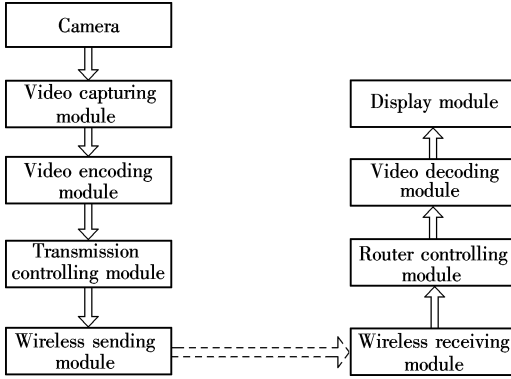 Camera
Video capturing
module
Video encoding
module
Transmission
controlling module
Wireless sending
module
Display module
Video decoding
module
Router controlling
module
Wireless receiving
module